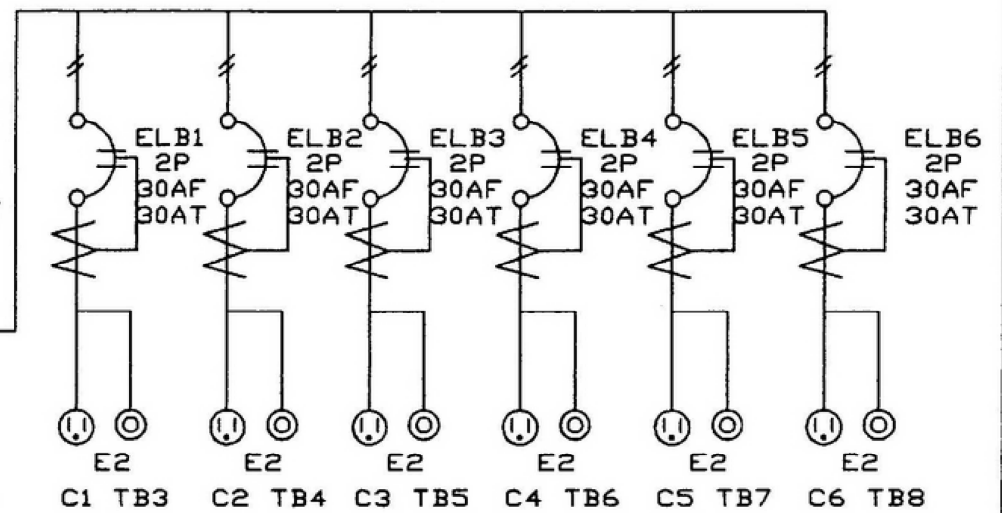 ELB1 ELB2 ELB3 ELB4 ELB5 ELB6
2P 2P 2P 2P 2P 2P
30AF 30AF 30AF 30AF 30AF 30AF
30AT 30AT 30AT 30AT 30AT 30AT
E2 E2 E2 E2 E2 E2
C1 TB3 C2 TB4 C3 TB5 C4 TB6 C5 TB7 C6 TB8